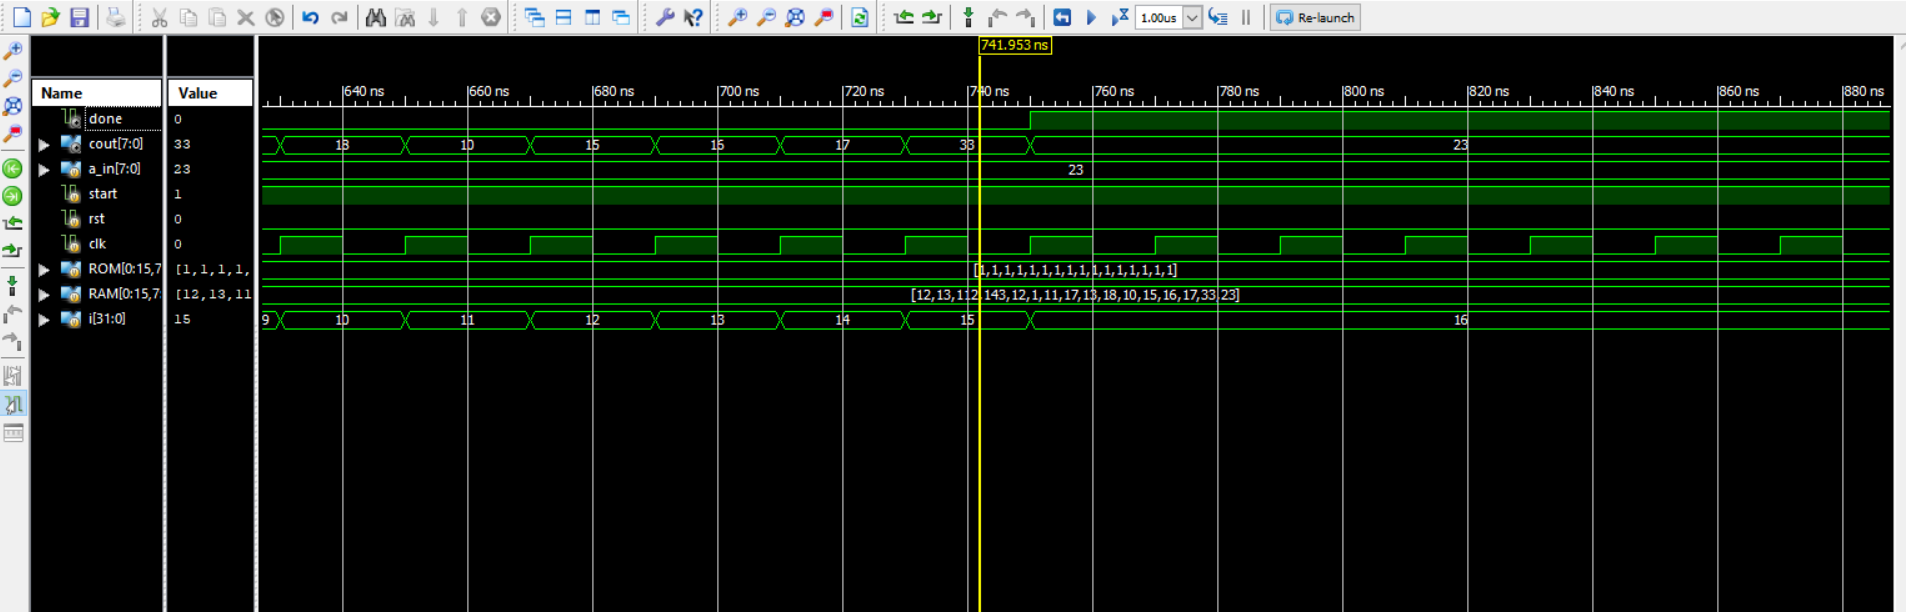 1.00us Re-launch
741.953 ns
Name Value
640 ns 660 ns 680 ns 700 ns 720 ns 740 ns 760 ns 780 ns 800 ns 820 ns 840 ns 860 ns 880 ns
done 0
cout[7:0] 33 18 10 15 16 17 33 23
a_in[7:0] 23 23
start 1
rst 0
clk 0
ROM[0:15,7 [1,1,1,1, [1,1,1,1,1,1,1,1,1,1,1,1,1,1,1,1]
RAM[0:15,7: [12,13,11 [12,13,112,143,12,1,11,17,13,18,10,15,16,17,33,23]
i[31:0] 15 9 10 11 12 13 14 15 16